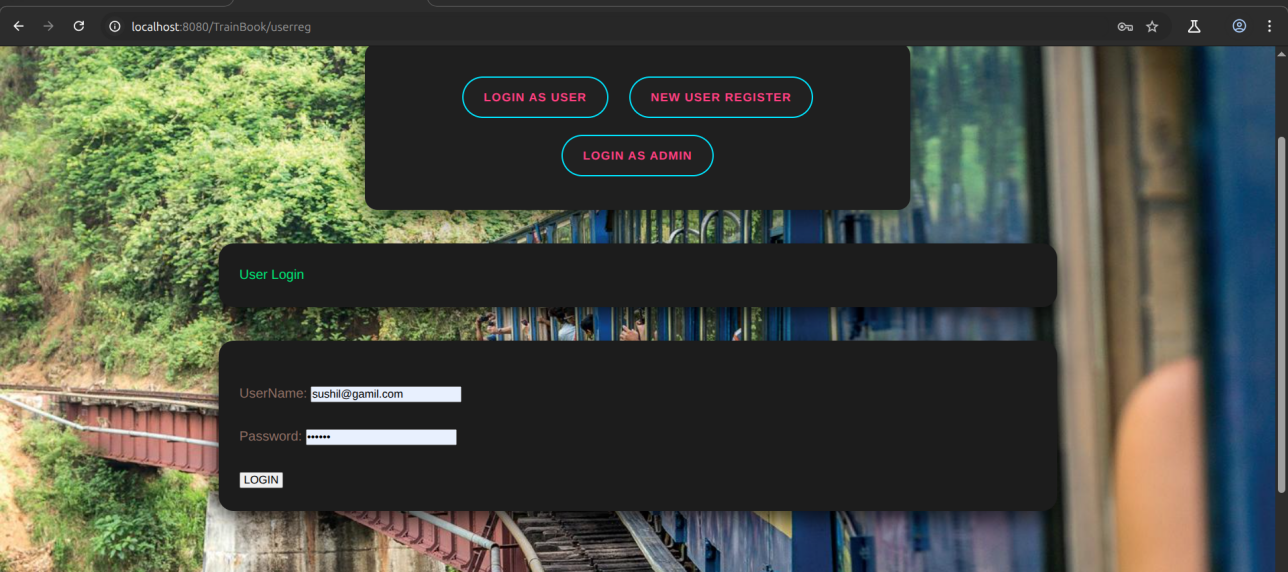 localhost:8080/TrainBook/userreg
LOGIN AS USER
NEW USER REGISTER
LOGIN AS ADMIN
User Login
UserName: sushil@gamil.com
Password: ••••••
LOGIN